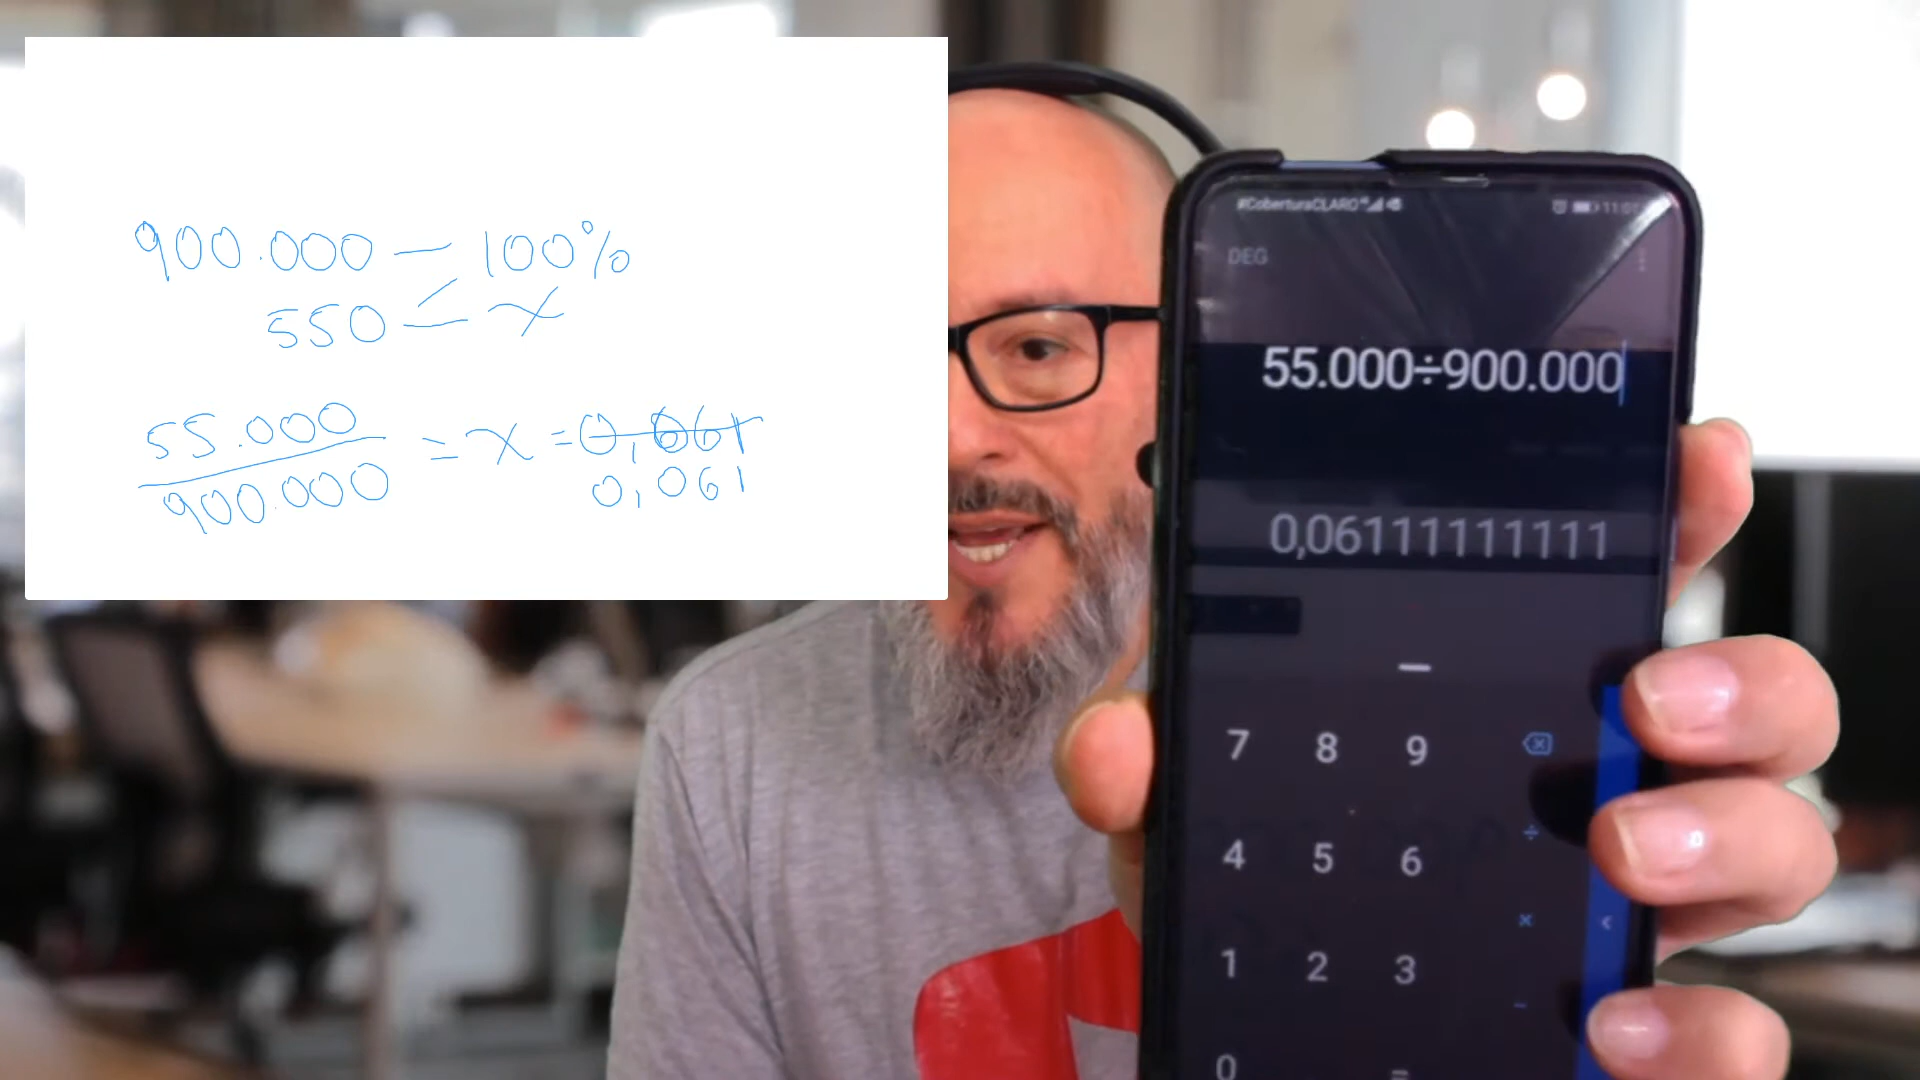 900.000 — 100%
550 — x
55.000
900.000
= x = 0,061
0,061
#CoberturaCLARO
DEG
55.000÷900.000
0,06111111111
7 8 9
÷
4 5 6
×
1 2 3
-
0 =